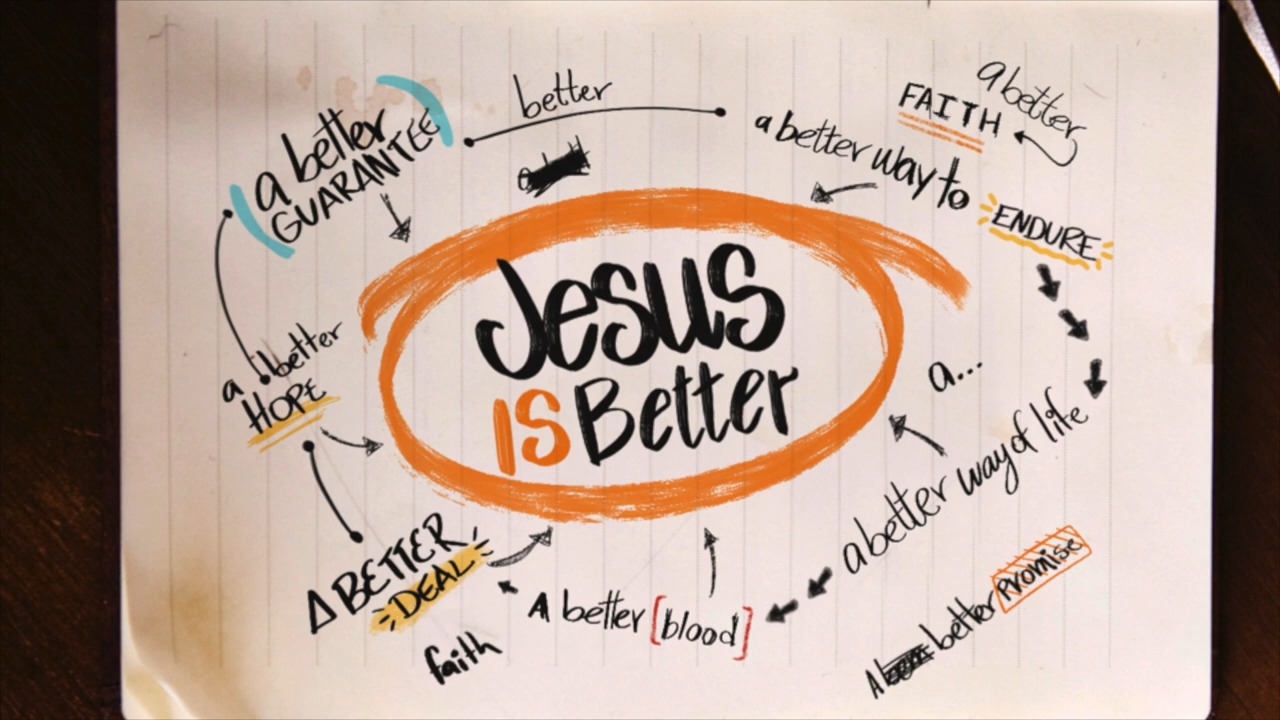 better
a better
FAITH
a better
GUARANTEE
a better way to
ENDURE
Jesus
IS Better
a better
HOPE
a...
a better way of life
A BETTER
DEAL
A better [blood]
A better promise
faith